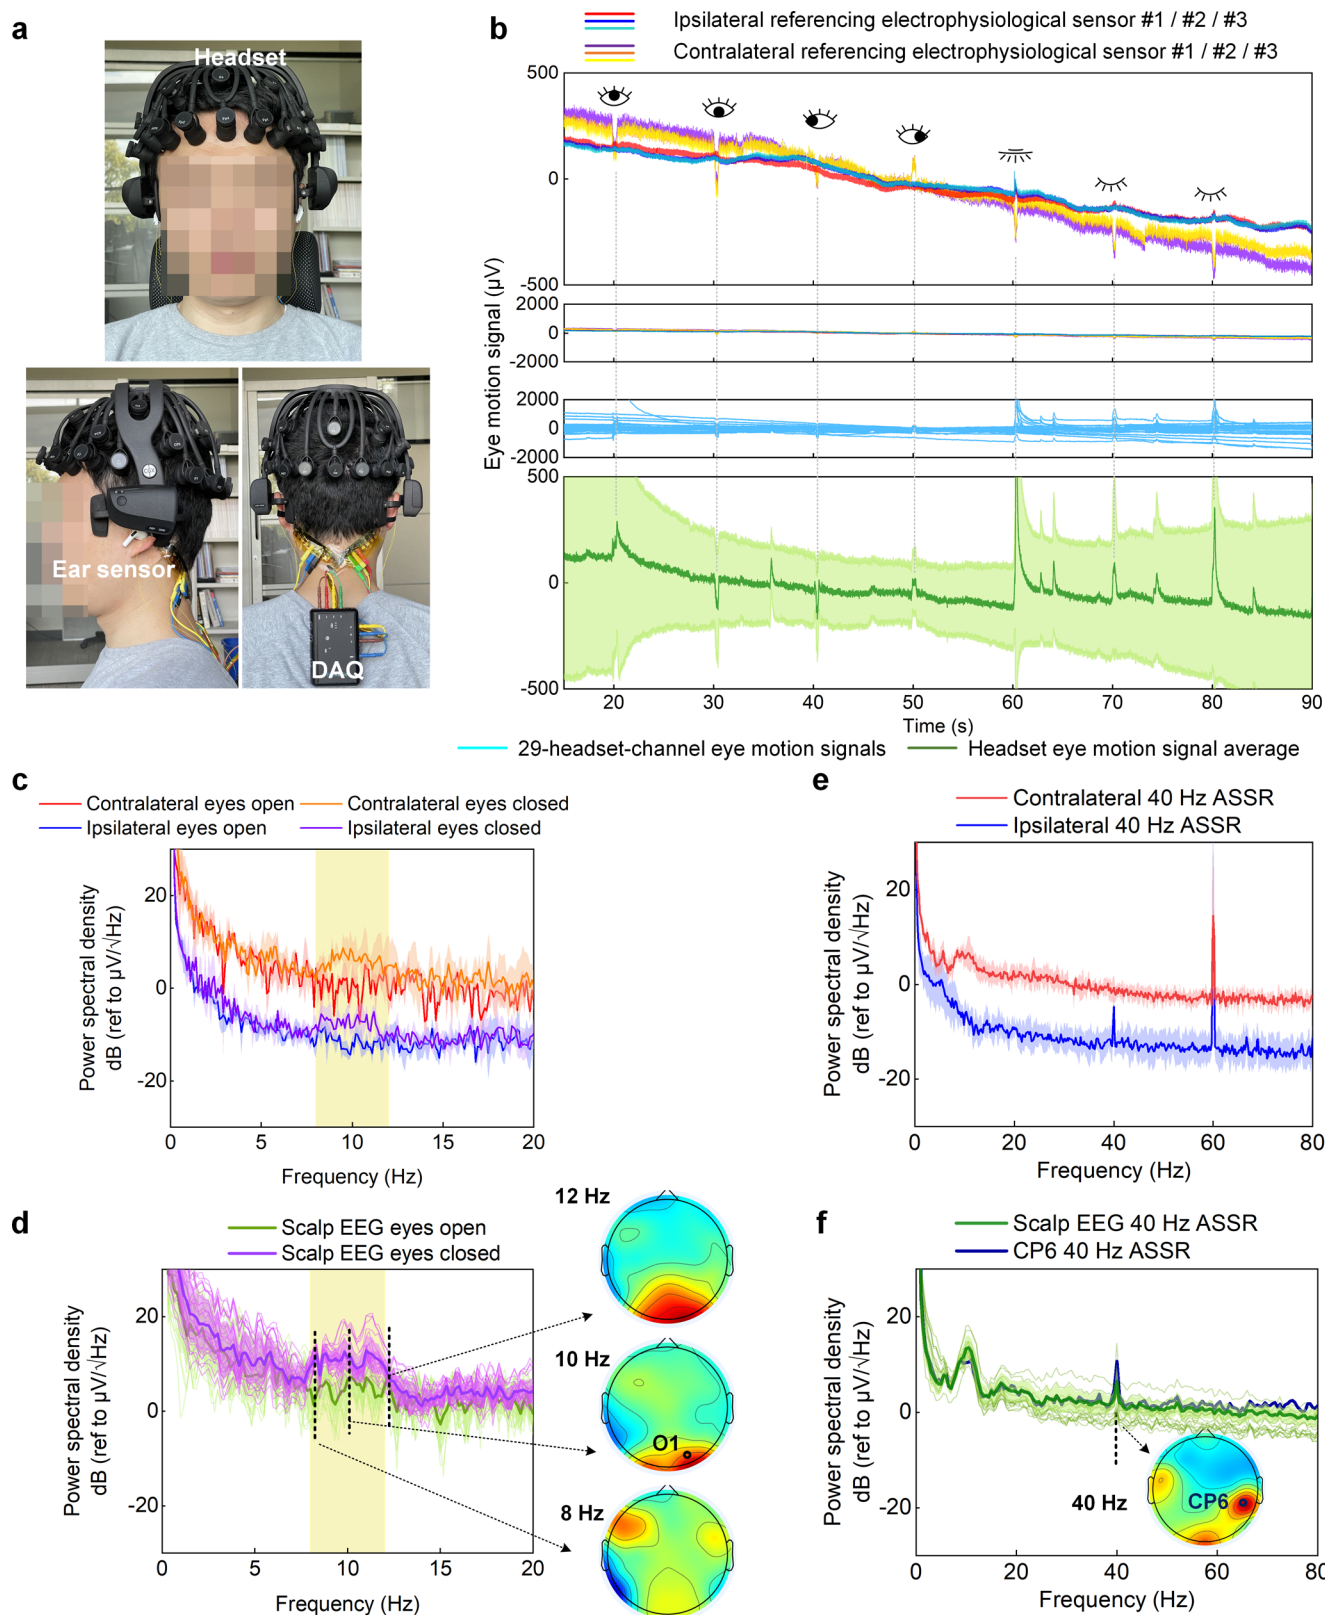 a
Headset
Ear sensor
DAQ
b
Ipsilateral referencing electrophysiological sensor #1 / #2 / #3
Contralateral referencing electrophysiological sensor #1 / #2 / #3
Eye motion signal (µV)
500
0
-500
2000
0
-2000
2000
0
-2000
500
0
-500
20 30 40 50 60 70 80 90
Time (s)
29-headset-channel eye motion signals
Headset eye motion signal average
c
Contralateral eyes open
Contralateral eyes closed
Ipsilateral eyes open
Ipsilateral eyes closed
Power spectral density
dB (ref to µV/√Hz)
20
0
-20
0 5 10 15 20
Frequency (Hz)
e
Contralateral 40 Hz ASSR
Ipsilateral 40 Hz ASSR
Power spectral density
dB (ref to µV/√Hz)
20
0
-20
0 20 40 60 80
Frequency (Hz)
d
Scalp EEG eyes open
Scalp EEG eyes closed
Power spectral density
dB (ref to µV/√Hz)
20
0
-20
0 5 10 15 20
Frequency (Hz)
12 Hz
10 Hz
O1
8 Hz
f
Scalp EEG 40 Hz ASSR
CP6 40 Hz ASSR
Power spectral density
dB (ref to µV/√Hz)
20
0
-20
40 Hz
CP6
0 20 40 60 80
Frequency (Hz)